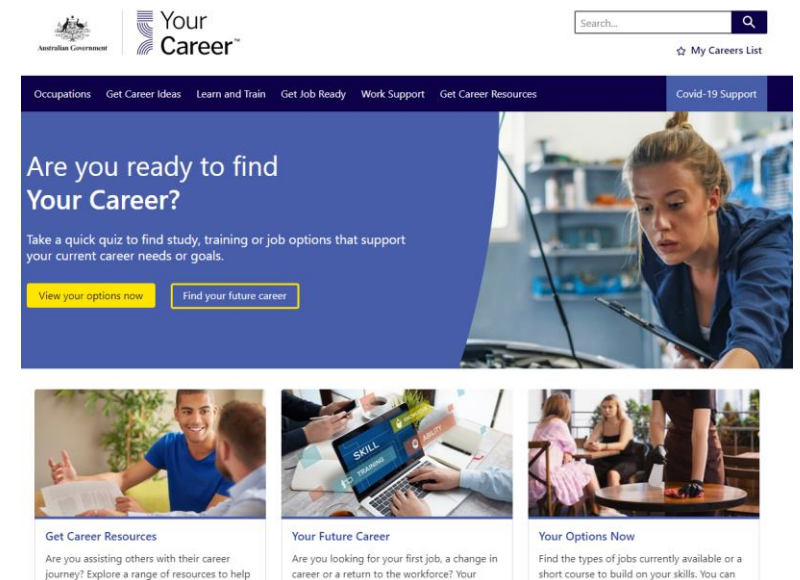 Australian Government
Your
Career™
Search...
My Careers List
Occupations Get Career Ideas Learn and Train Get Job Ready Work Support Get Career Resources Covid-19 Support
Are you ready to find
Your Career?
Take a quick quiz to find study, training or job options that support
your current career needs or goals.
View your options now Find your future career
SKILL
TRAINING
ABILITY
Get Career Resources
Are you assisting others with their career
journey? Explore a range of resources to help
Your Future Career
Are you looking for your first job, a change in
career or a return to the workforce? Your
Your Options Now
Find the types of jobs currently available or a
short course to build on your skills. You can